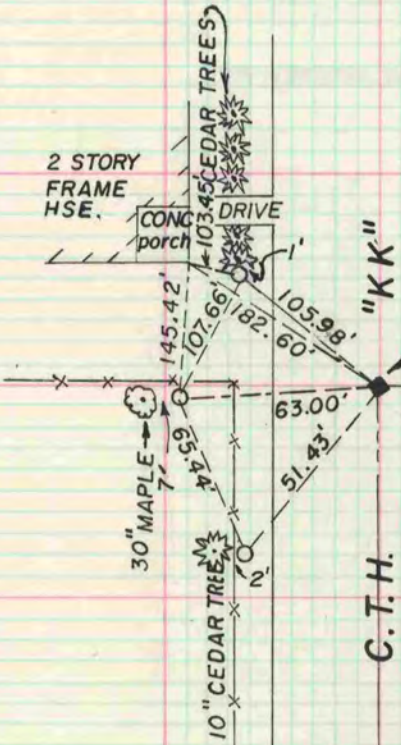 CEDAR TREES
103.45'
2 STORY
FRAME
HSE.
CONC
porch
DRIVE
1'
"KK"
105.98'
182.60'
107.66'
145.42'
63.00'
65.44'
51.43'
30" MAPLE
7'
2'
10" CEDAR TREE
C.T.H.